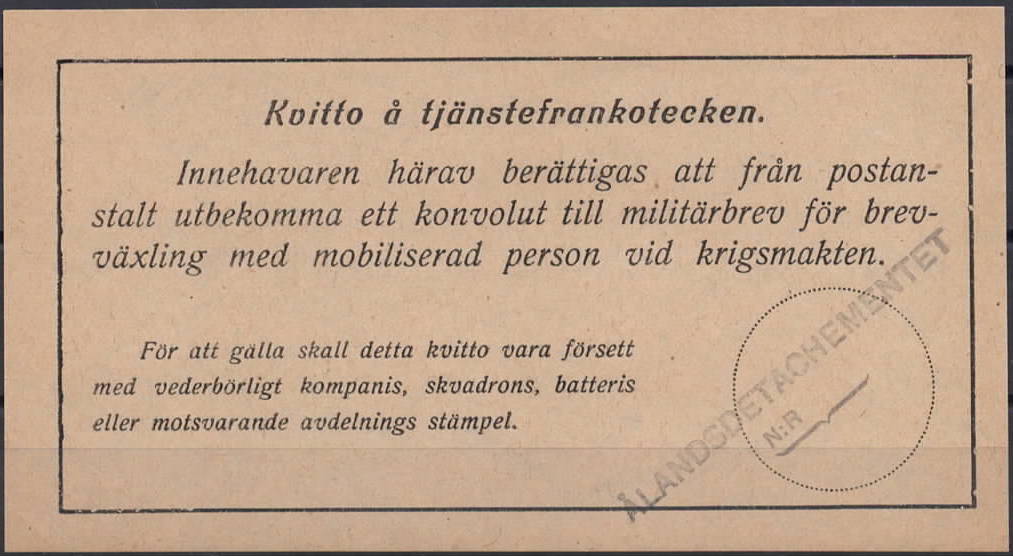 Kvitto å tjänstefrankotecken.
Innehavaren härav berättigas att från postan-
stalt utbekomma ett konvolut till militärbrev för brev-
växling med mobiliserad person vid krigsmakten.
För att gälla skall detta kvitto vara försett
med vederbörligt kompanis, skvadrons, batteris
eller motsvarande avdelnings stämpel.
ÅLANDSDETACHEMENTET
N:R